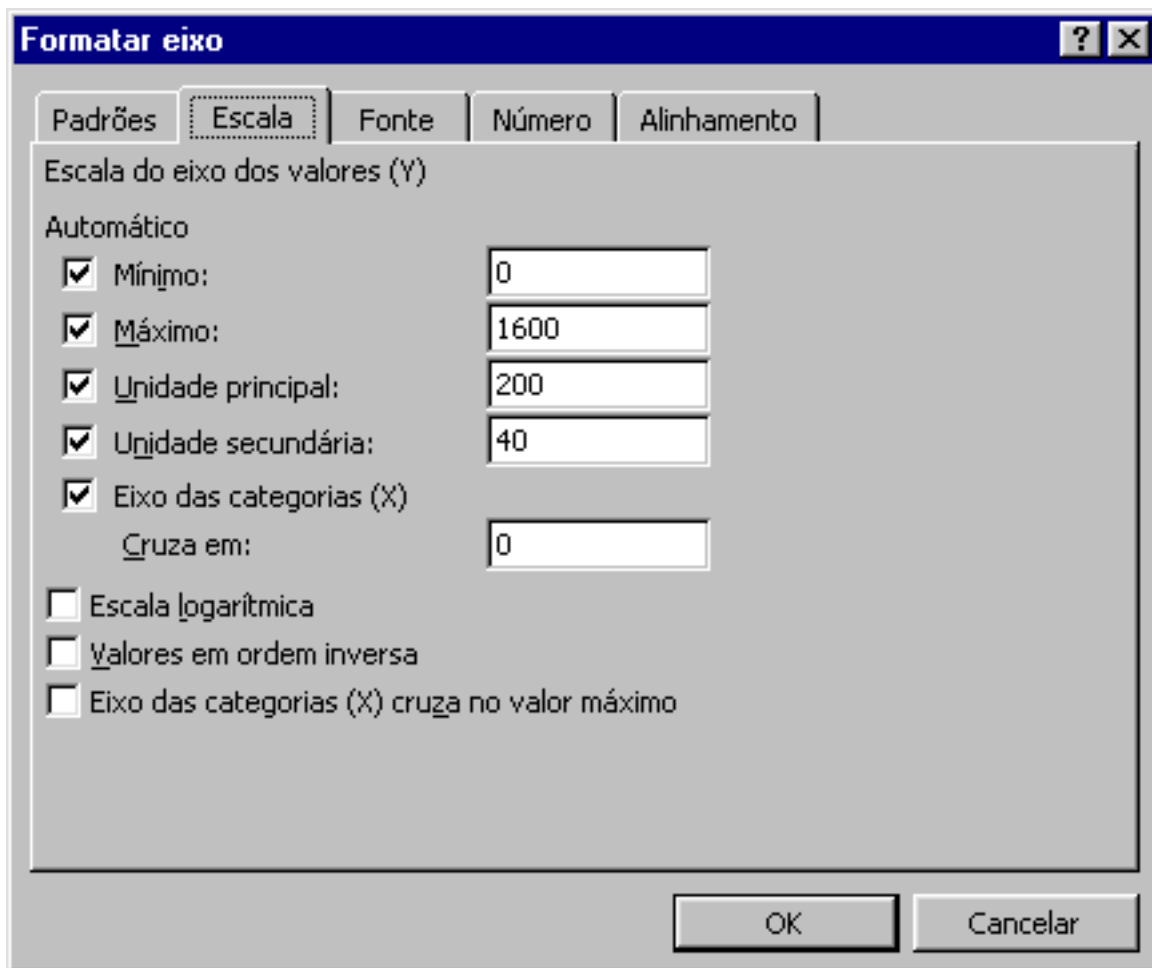 Formatar eixo
Padrões Escala Fonte Número Alinhamento
Escala do eixo dos valores (Y)
Automático
Mínimo: 0
Máximo: 1600
Unidade principal: 200
Unidade secundária: 40
Eixo das categorias (X)
Cruza em: 0
Escala logarítmica
Valores em ordem inversa
Eixo das categorias (X) cruza no valor máximo
OK Cancelar